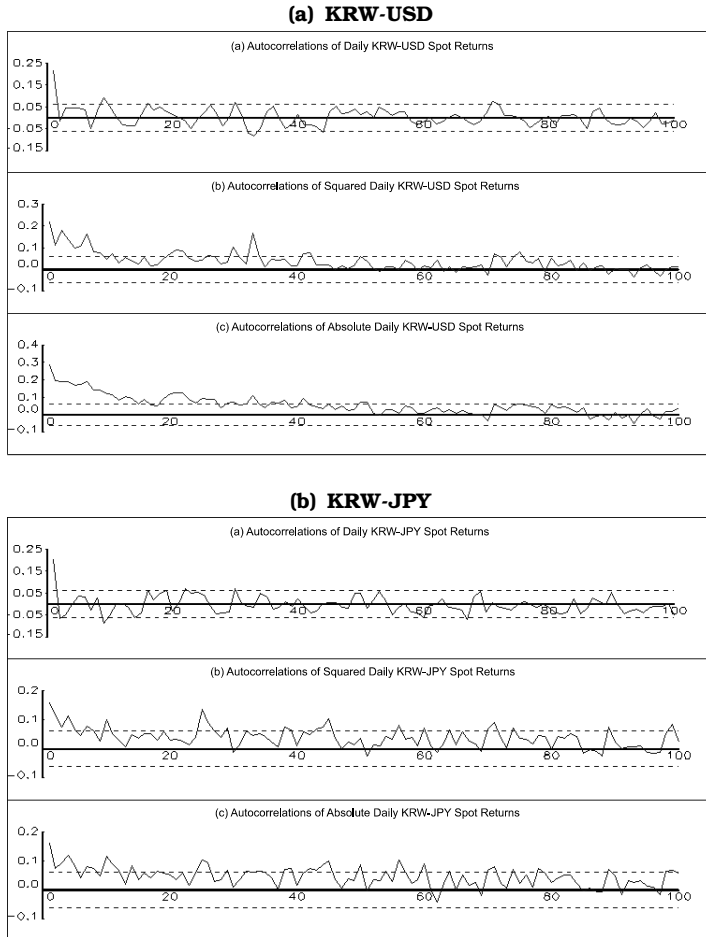 (a) KRW-USD
(a) Autocorrelations of Daily KRW-USD Spot Returns
0.25
0.15
0.05
0.05
0.15
0 20 40 60 80 100
(b) Autocorrelations of Squared Daily KRW-USD Spot Returns
0.3
0.2
0.1
0.0
-0.1
20 40 60 80 100
(c) Autocorrelations of Absolute Daily KRW-USD Spot Returns
0.4
0.3
0.2
0.1
0.0
-0.1
20 40 60 80 100
(b) KRW-JPY
(a) Autocorrelations of Daily KRW-JPY Spot Returns
0.25
0.15
0.05
0.05
0.15
0 20 40 60 80 100
(b) Autocorrelations of Squared Daily KRW-JPY Spot Returns
0.2
0.1
0.0
-0.1
20 40 60 80 100
(c) Autocorrelations of Absolute Daily KRW-JPY Spot Returns
0.2
0.1
0.0
-0.1
20 40 60 80 100